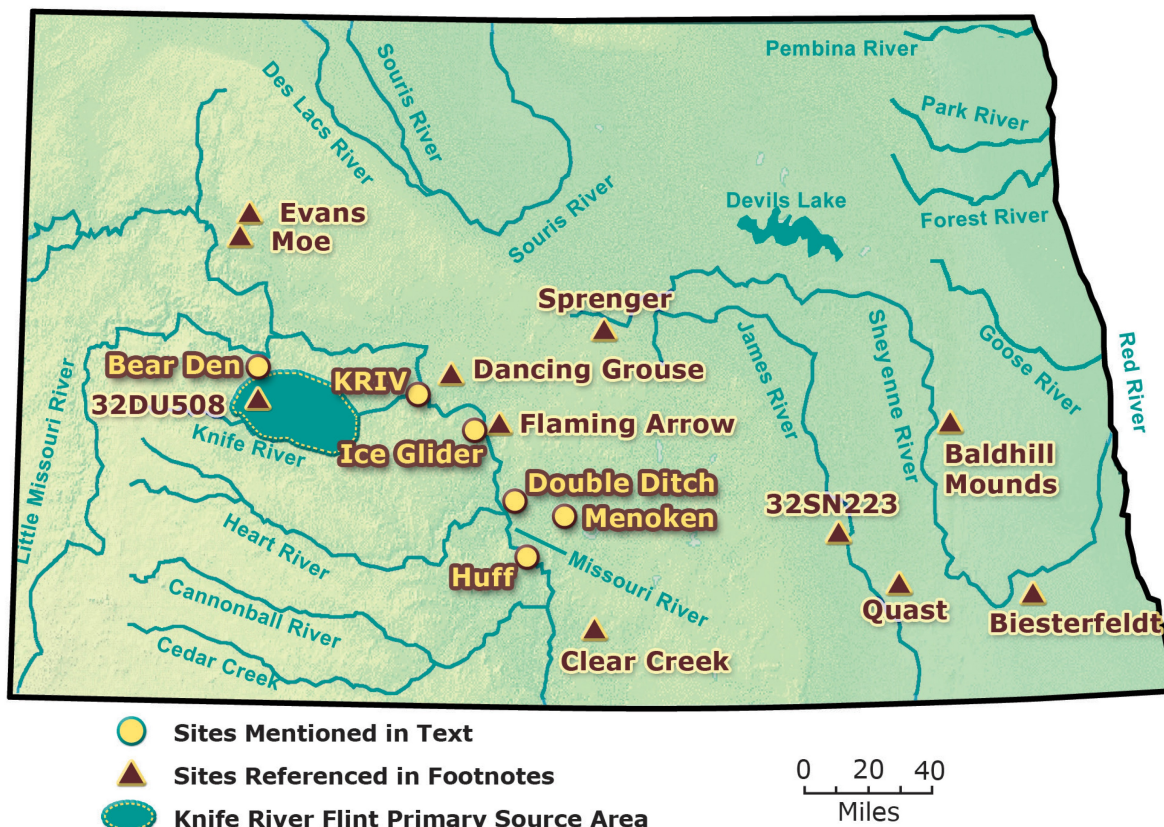 Pembina River
Souris River
Des Lacs River
Park River
Devils Lake
Forest River
Evans
Moe
Souris River
Sprenger
Goose River
Red River
James River
Sheyenne River
Bear Den
KRIV
Dancing Grouse
32DU508
Little Missouri River
Knife River
Ice Glider
Flaming Arrow
Baldhill
Mounds
Double Ditch
Menoken
32SN223
Heart River
Huff
Missouri River
Cannonball River
Quast
Biesterfeldt
Cedar Creek
Clear Creek
Sites Mentioned in Text
Sites Referenced in Footnotes
Knife River Flint Primary Source Area
0 20 40
Miles